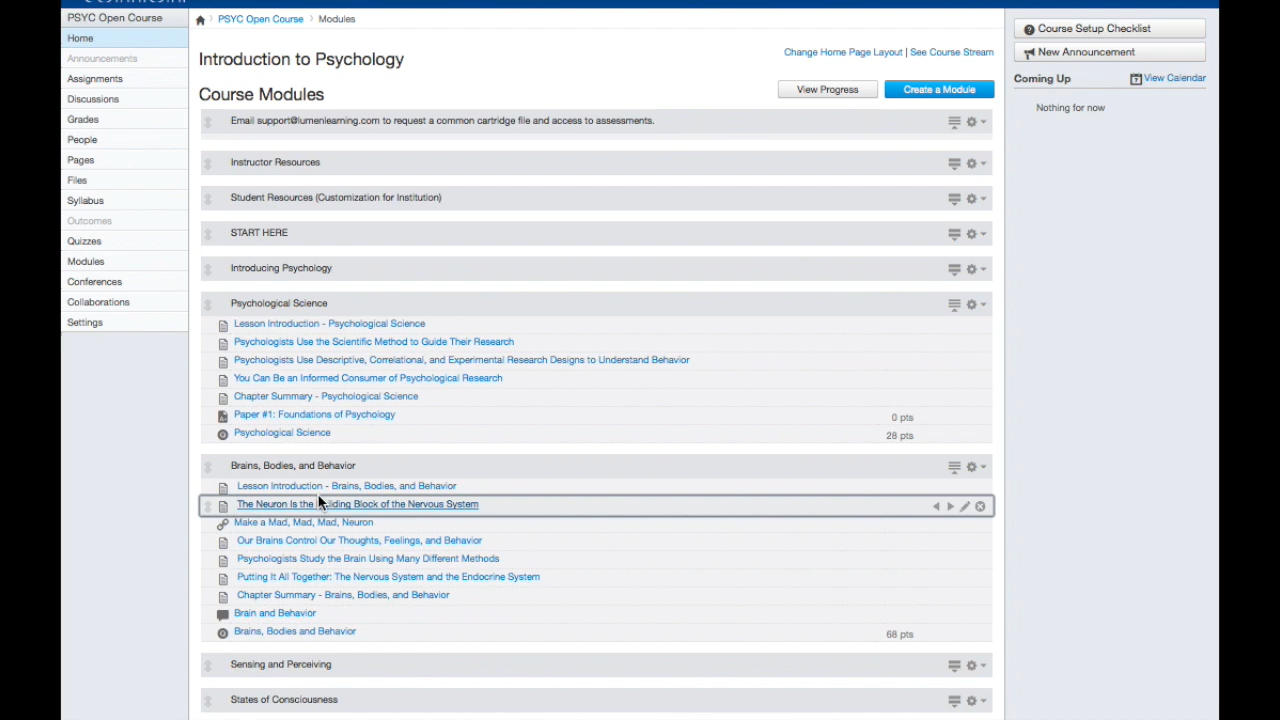 PSYC Open Course
Home
Announcements
Assignments
Discussions
Grades
People
Pages
Files
Syllabus
Outcomes
Quizzes
Modules
Conferences
Collaborations
Settings
PSYC Open Course › Modules
Introduction to Psychology
Change Home Page Layout | See Course Stream
Course Modules
View Progress
Create a Module
Email support@lumenlearning.com to request a common cartridge file and access to assessments.
Instructor Resources
Student Resources (Customization for Institution)
START HERE
Introducing Psychology
Psychological Science
Lesson Introduction - Psychological Science
Psychologists Use the Scientific Method to Guide Their Research
Psychologists Use Descriptive, Correlational, and Experimental Research Designs to Understand Behavior
You Can Be an Informed Consumer of Psychological Research
Chapter Summary - Psychological Science
Paper #1: Foundations of Psychology 0 pts
Psychological Science 28 pts
Brains, Bodies, and Behavior
Lesson Introduction - Brains, Bodies, and Behavior
The Neuron Is the Building Block of the Nervous System
Make a Mad, Mad, Mad, Neuron
Our Brains Control Our Thoughts, Feelings, and Behavior
Psychologists Study the Brain Using Many Different Methods
Putting It All Together: The Nervous System and the Endocrine System
Chapter Summary - Brains, Bodies, and Behavior
Brain and Behavior
Brains, Bodies and Behavior 68 pts
Sensing and Perceiving
States of Consciousness
Course Setup Checklist
New Announcement
Coming Up
View Calendar
Nothing for now